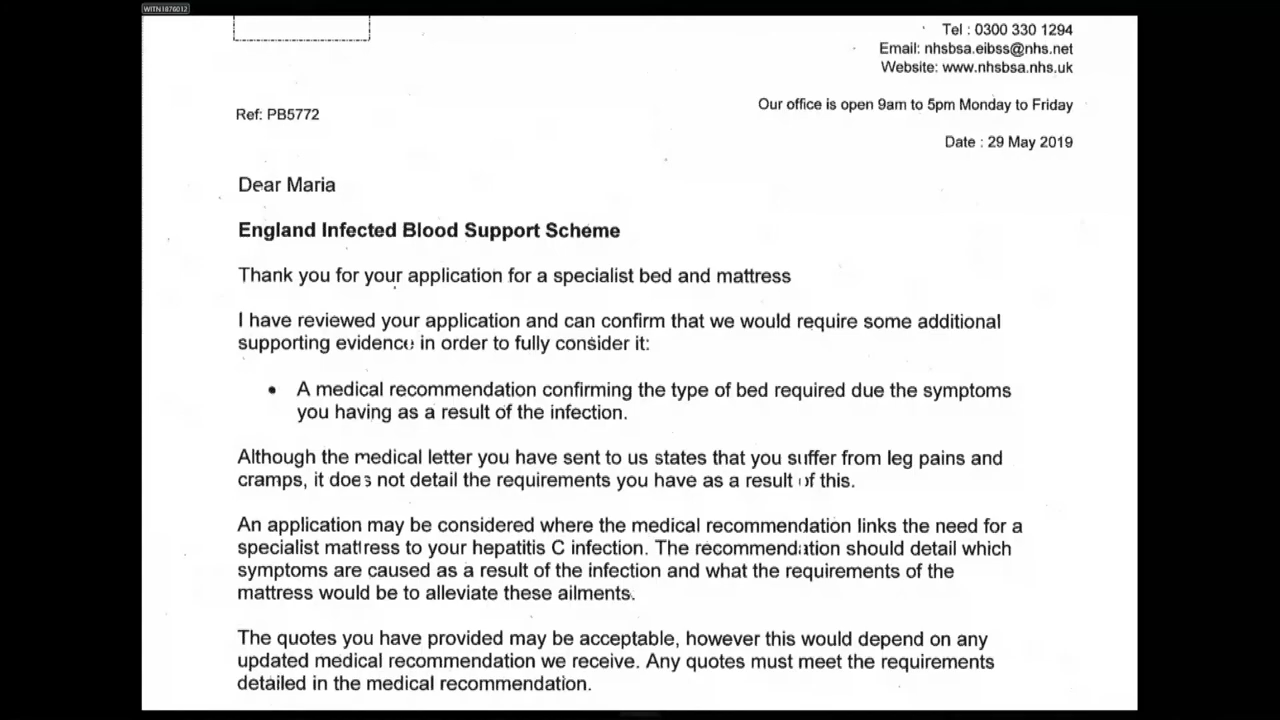 WITN1876012
Tel : 0300 330 1294
Email: nhsbsa.eibss@nhs.net
Website: www.nhsbsa.nhs.uk
Our office is open 9am to 5pm Monday to Friday
Ref: PB5772
Date : 29 May 2019
Dear Maria
England Infected Blood Support Scheme
Thank you for your application for a specialist bed and mattress
I have reviewed your application and can confirm that we would require some additional
supporting evidence in order to fully consider it:
• A medical recommendation confirming the type of bed required due the symptoms
you having as a result of the infection.
Although the medical letter you have sent to us states that you suffer from leg pains and
cramps, it does not detail the requirements you have as a result of this.
An application may be considered where the medical recommendation links the need for a
specialist mattress to your hepatitis C infection. The recommendation should detail which
symptoms are caused as a result of the infection and what the requirements of the
mattress would be to alleviate these ailments.
The quotes you have provided may be acceptable, however this would depend on any
updated medical recommendation we receive. Any quotes must meet the requirements
detailed in the medical recommendation.